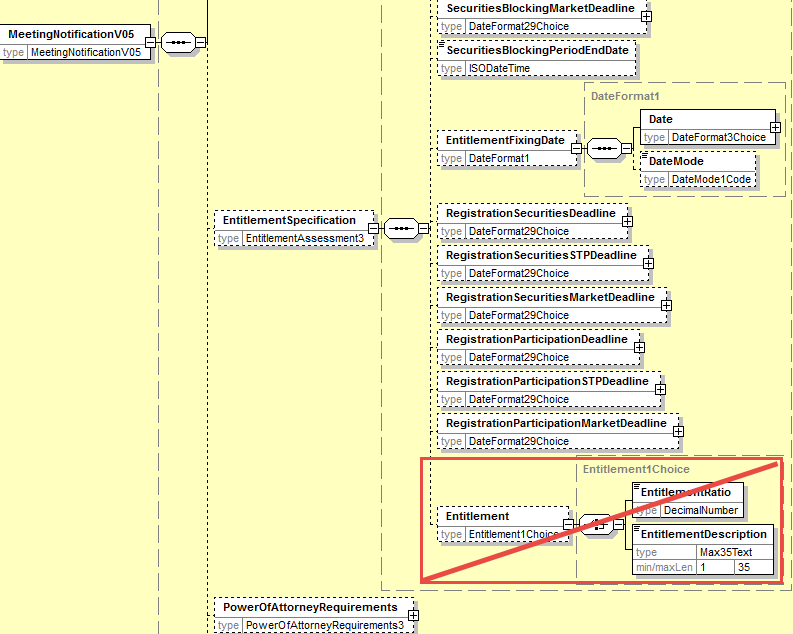 SecuritiesBlockingMarketDeadline
type DateFormat29Choice
MeetingNotificationV05
type MeetingNotificationV05
SecuritiesBlockingPeriodEndDate
type ISODateTime
DateFormat1
Date
type DateFormat3Choice
EntitlementFixingDate
type DateFormat1
DateMode
type DateMode1Code
EntitlementSpecification
type EntitlementAssessment3
RegistrationSecuritiesDeadline
type DateFormat29Choice
RegistrationSecuritiesSTPDeadline
type DateFormat29Choice
RegistrationSecuritiesMarketDeadline
type DateFormat29Choice
RegistrationParticipationDeadline
type DateFormat29Choice
RegistrationParticipationSTPDeadline
type DateFormat29Choice
RegistrationParticipationMarketDeadline
type DateFormat29Choice
Entitlement1Choice
EntitlementRatio
type DecimalNumber
Entitlement
type Entitlement1Choice
EntitlementDescription
type Max35Text
min/maxLen 1 35
PowerOfAttorneyRequirements
type PowerOfAttorneyRequirements3